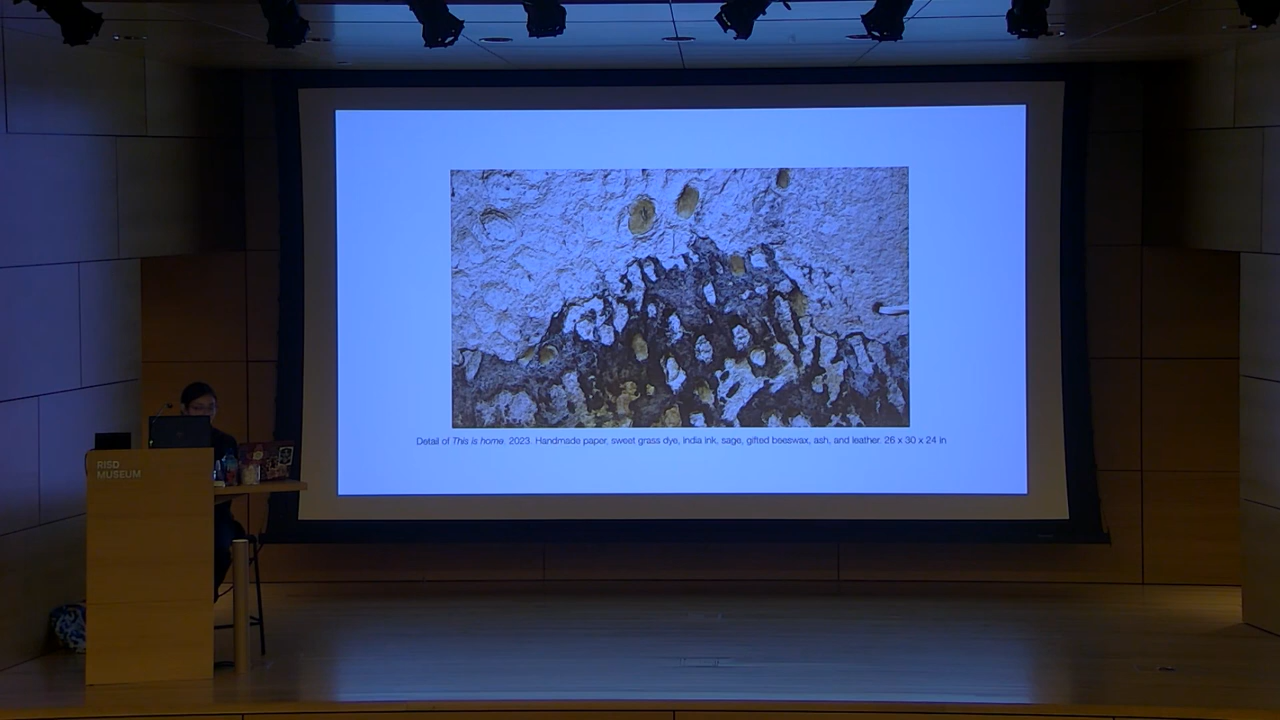 Detail of This is home. 2023. Handmade paper, sweet grass dye, india ink, sage, gifted beeswax, ash, and leather. 26 x 30 x 24 in
RISD
MUSEUM